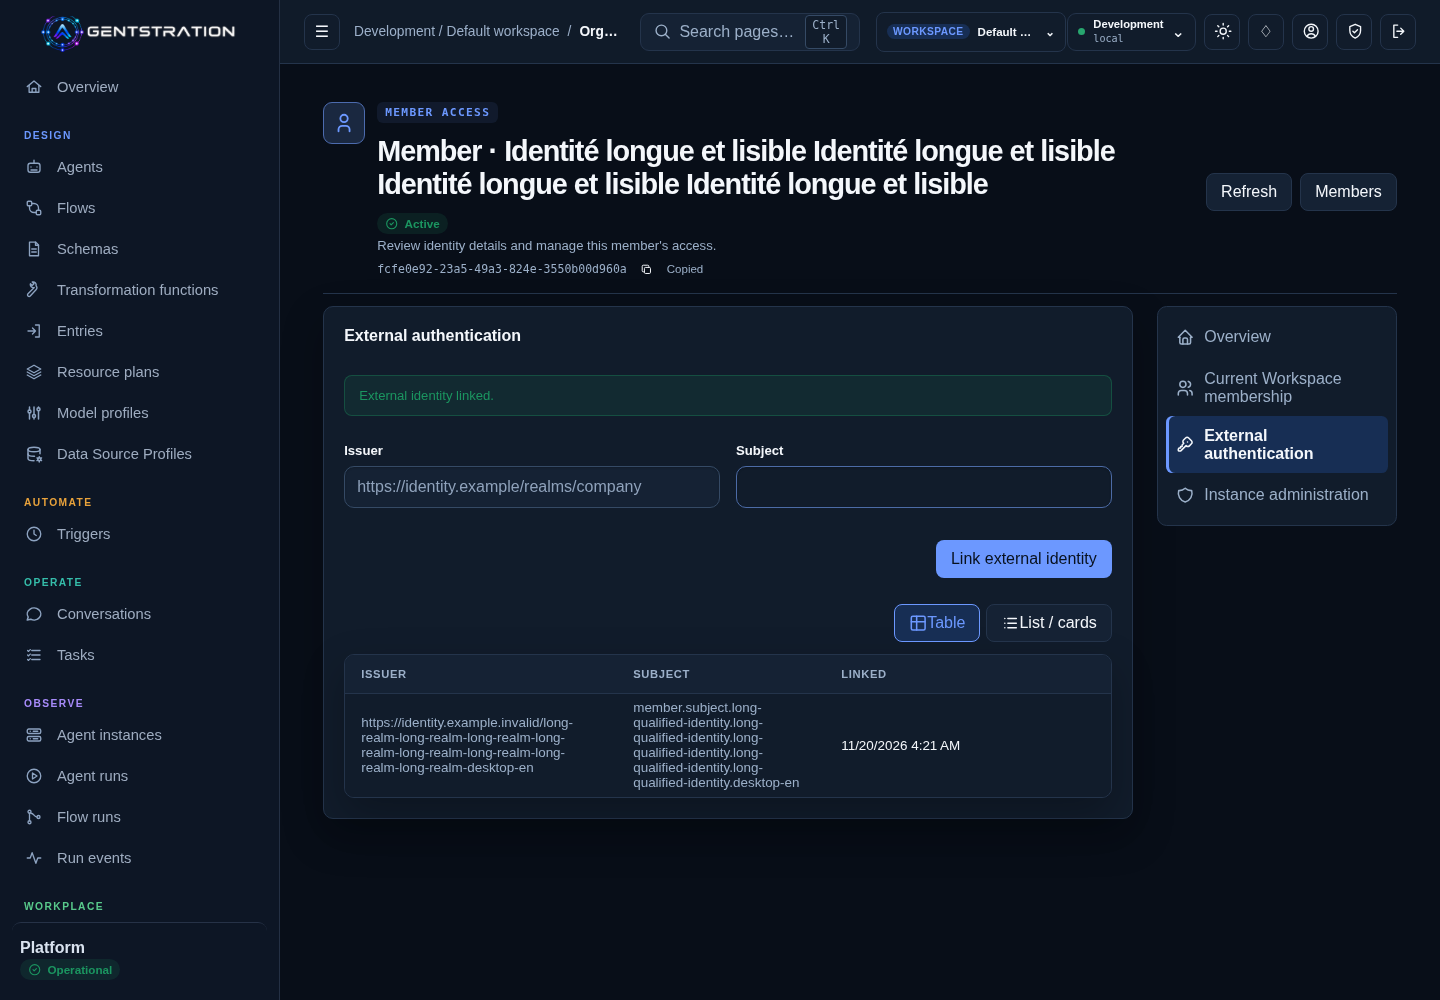 GENTSTRATION
Overview
DESIGN
Agents
Flows
Schemas
Transformation functions
Entries
Resource plans
Model profiles
Data Source Profiles
AUTOMATE
Triggers
OPERATE
Conversations
Tasks
OBSERVE
Agent instances
Agent runs
Flow runs
Run events
WORKPLACE
Platform
Operational
Development / Default workspace / Org…
Search pages…
Ctrl
K
WORKSPACE Default …
Development
local
MEMBER ACCESS
Member · Identité longue et lisible Identité longue et lisible
Identité longue et lisible Identité longue et lisible
Active
Review identity details and manage this member's access.
fcfe0e92-23a5-49a3-824e-3550b00d960a Copied
Refresh
Members
External authentication
External identity linked.
Issuer
https://identity.example/realms/company
Subject
Link external identity
Table
List / cards
ISSUER SUBJECT LINKED
https://identity.example.invalid/long-
realm-long-realm-long-realm-long-
realm-long-realm-long-realm-long-
realm-long-realm-desktop-en
member.subject.long-
qualified-identity.long-
qualified-identity.long-
qualified-identity.long-
qualified-identity.long-
qualified-identity.desktop-en
11/20/2026 4:21 AM
Overview
Current Workspace
membership
External
authentication
Instance administration